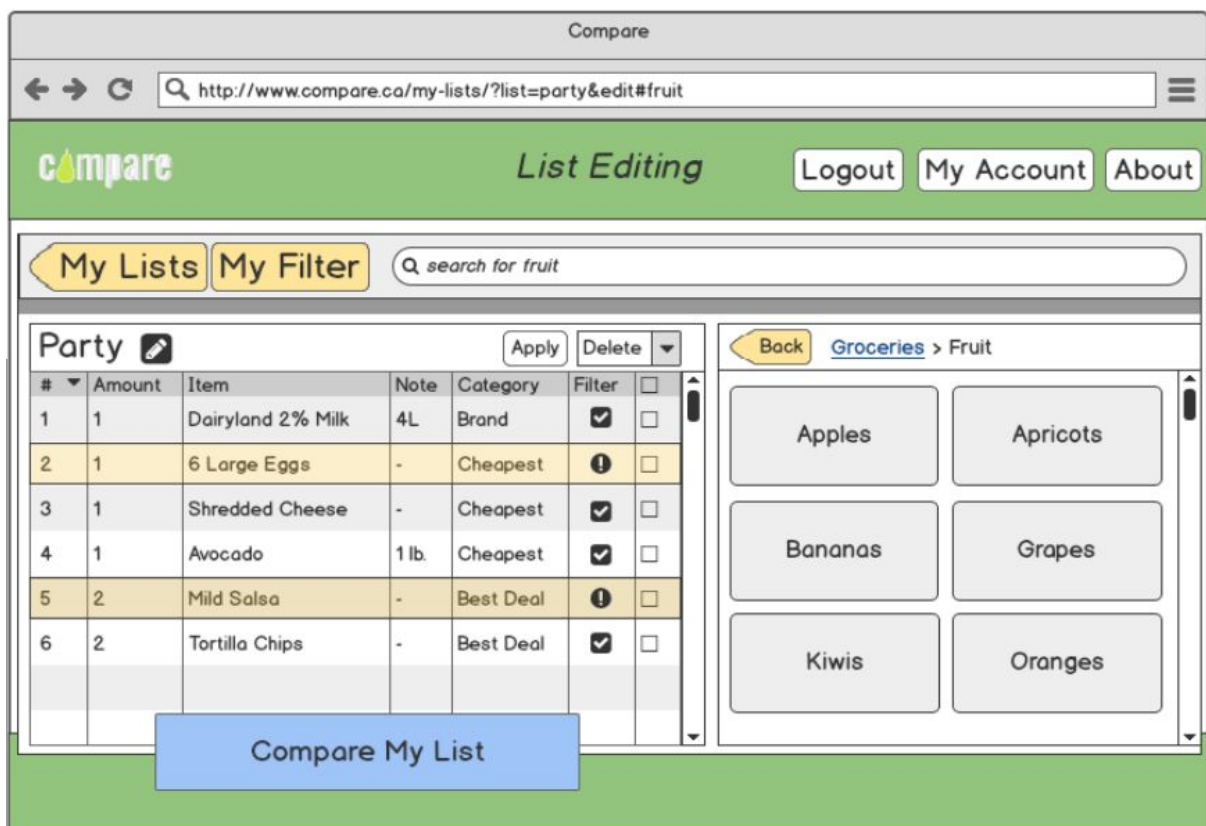 Compare
http://www.compare.ca/my-lists/?list=party&edit#fruit
compare
List Editing
Logout
My Account
About
My Lists
My Filter
search for fruit
Party
Apply
Delete
# Amount Item Note Category Filter
1 1 Dairyland 2% Milk 4L Brand
2 1 6 Large Eggs - Cheapest
3 1 Shredded Cheese - Cheapest
4 1 Avocado 1 lb. Cheapest
5 2 Mild Salsa - Best Deal
6 2 Tortilla Chips - Best Deal
Compare My List
Back
Groceries > Fruit
Apples
Apricots
Bananas
Grapes
Kiwis
Oranges